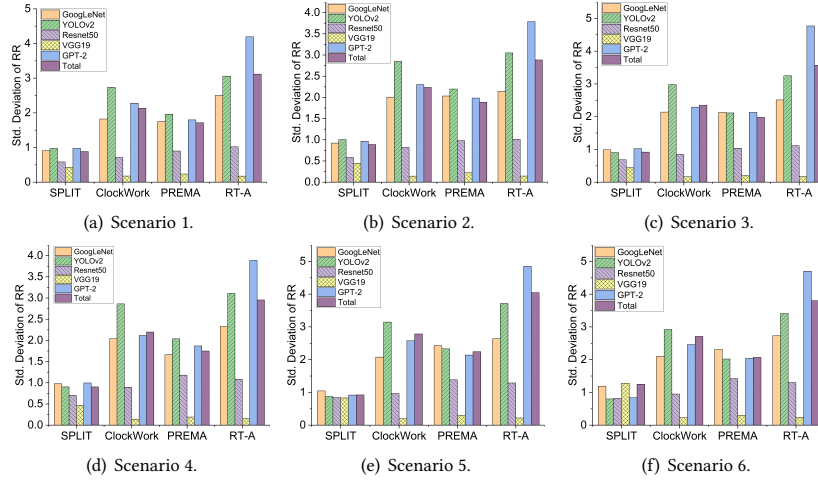 GoogLeNet
YOLOv2
Resnet50
VGG19
GPT-2
Total
Std. Deviation of RR
5
4
3
2
1
0
SPLIT ClockWork PREMA RT-A
(a) Scenario 1.
GoogLeNet
YOLOv2
Resnet50
VGG19
GPT-2
Total
Std. Deviation of RR
4.0
3.5
3.0
2.5
2.0
1.5
1.0
0.5
0.0
SPLIT ClockWork PREMA RT-A
(b) Scenario 2.
GoogLeNet
YOLOv2
Resnet50
VGG19
GPT-2
Total
Std. Deviation of RR
5
4
3
2
1
0
SPLIT ClockWork PREMA RT-A
(c) Scenario 3.
GoogLeNet
YOLOv2
Resnet50
VGG19
GPT-2
Total
Std. Deviation of RR
4.0
3.5
3.0
2.5
2.0
1.5
1.0
0.5
0.0
SPLIT ClockWork PREMA RT-A
(d) Scenario 4.
GoogLeNet
YOLOv2
Resnet50
VGG19
GPT-2
Total
Std. Deviation of RR
5
4
3
2
1
0
SPLIT ClockWork PREMA RT-A
(e) Scenario 5.
GoogLeNet
YOLOv2
Resnet50
VGG19
GPT-2
Total
Std. Deviation of RR
5
4
3
2
1
0
SPLIT ClockWork PREMA RT-A
(f) Scenario 6.